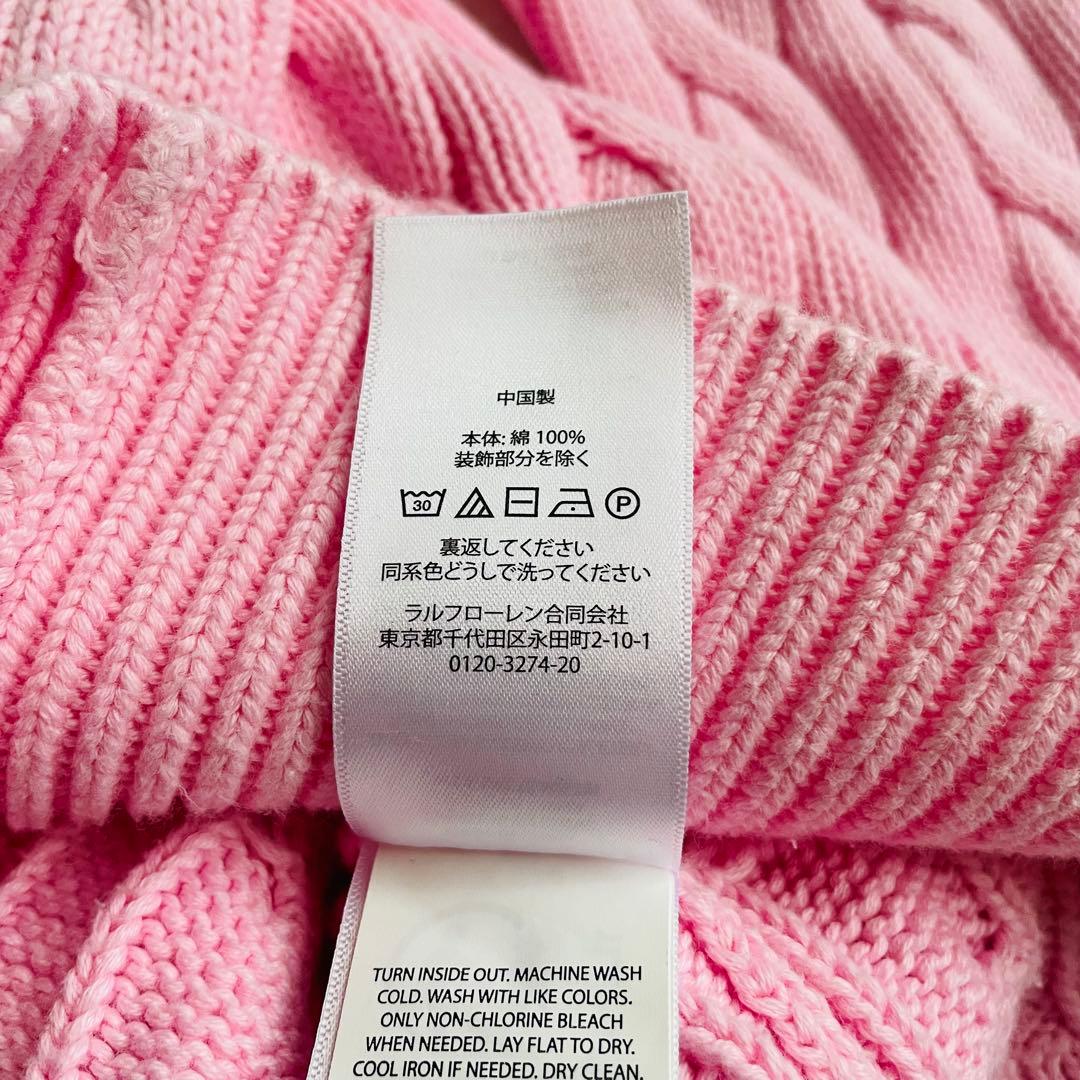 中国製
本体: 綿 100%
装飾部分を除く
30 P
裏返してください
同系色どうしで洗ってください
ラルフローレン合同会社
東京都千代田区永田町2-10-1
0120-3274-20
TURN INSIDE OUT. MACHINE WASH
COLD. WASH WITH LIKE COLORS.
ONLY NON-CHLORINE BLEACH
WHEN NEEDED. LAY FLAT TO DRY.
COOL IRON IF NEEDED. DRY CLEAN.